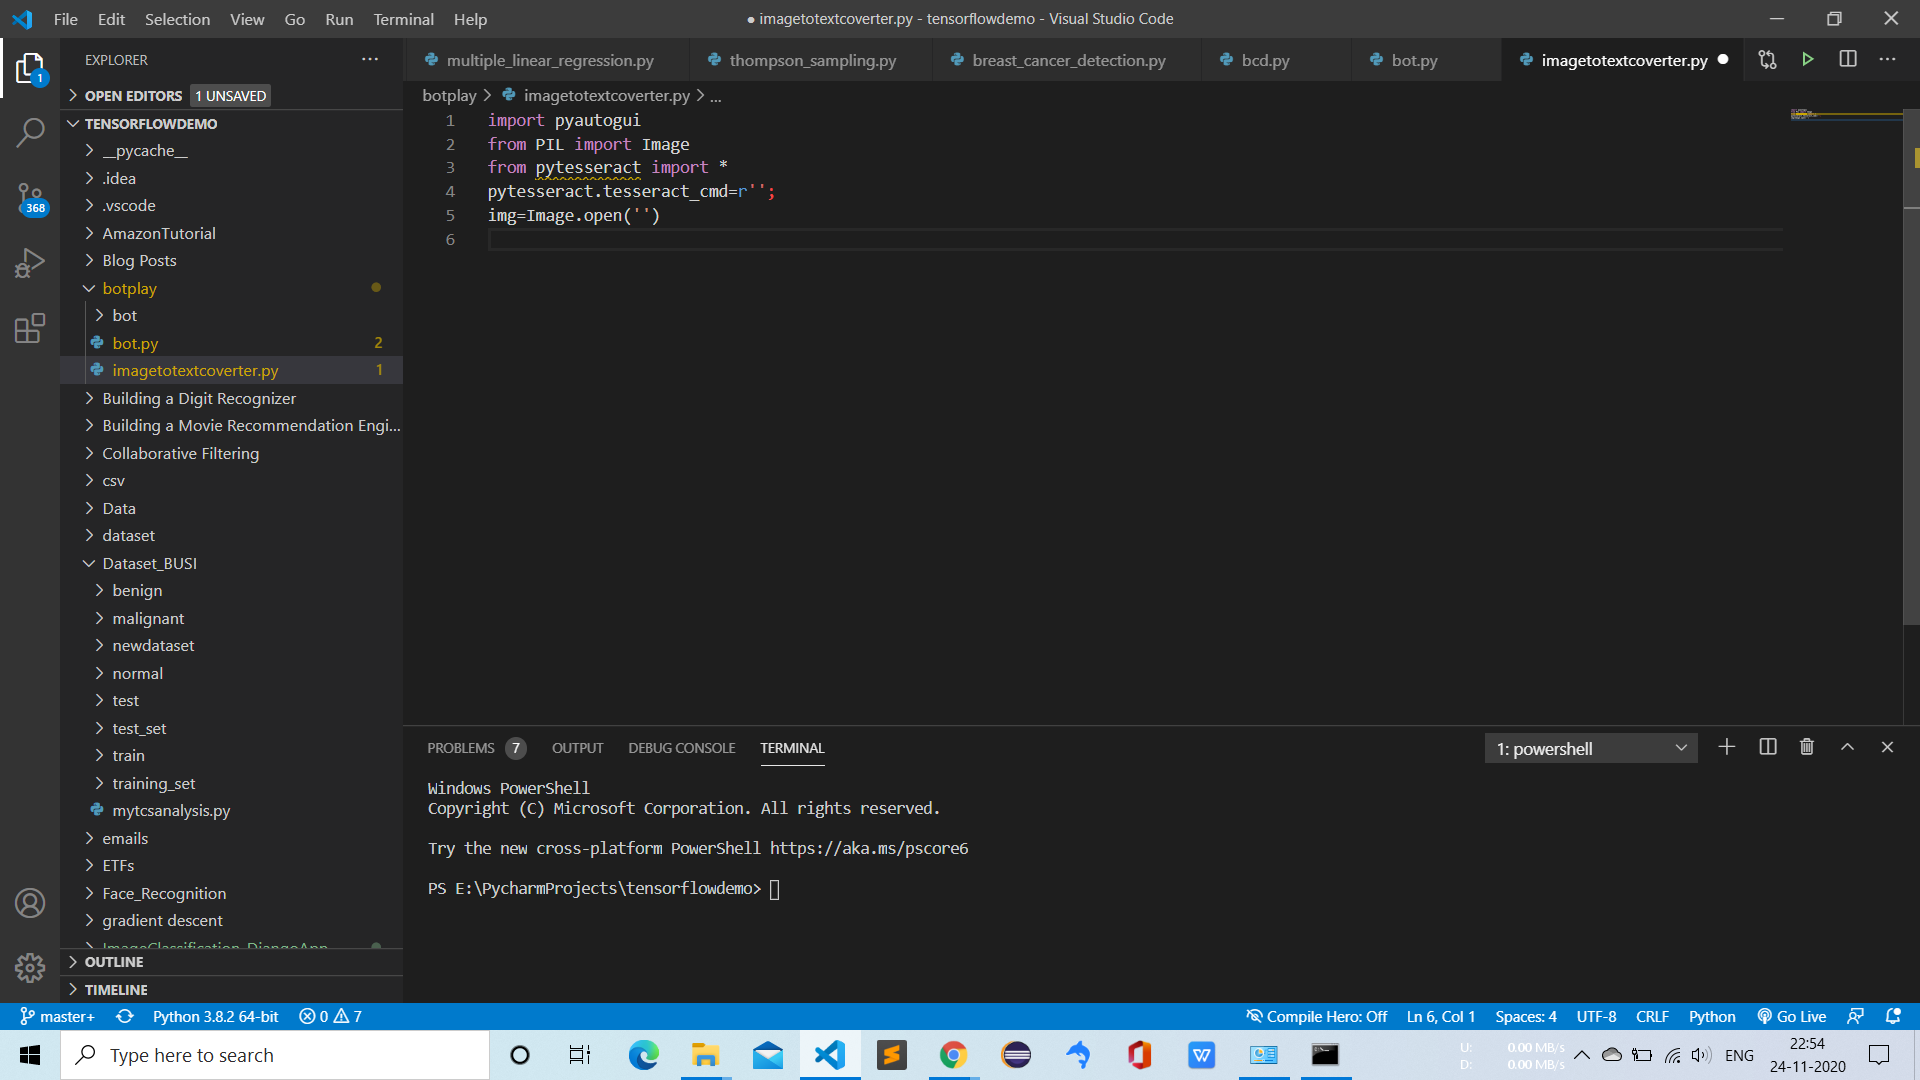 File Edit Selection View Go Run Terminal Help
● imagetotextcoverter.py - tensorflowdemo - Visual Studio Code
EXPLORER
multiple_linear_regression.py thompson_sampling.py breast_cancer_detection.py bcd.py bot.py imagetotextcoverter.py
1
OPEN EDITORS 1 UNSAVED
TENSORFLOWDEMO
__pycache__
.idea
.vscode
368
AmazonTutorial
Blog Posts
botplay
bot
bot.py 2
imagetotextcoverter.py 1
Building a Digit Recognizer
Building a Movie Recommendation Engi...
Collaborative Filtering
csv
Data
dataset
Dataset_BUSI
benign
malignant
newdataset
normal
test
test_set
train
training_set
mytcsanalysis.py
emails
ETFs
Face_Recognition
gradient descent
ImageClassification_DjangoApp
OUTLINE
TIMELINE
botplay > imagetotextcoverter.py > ...
1 import pyautogui
2 from PIL import Image
3 from pytesseract import *
4 pytesseract.tesseract_cmd=r'';
5 img=Image.open('')
6
PROBLEMS 7 OUTPUT DEBUG CONSOLE TERMINAL
1: powershell
Windows PowerShell
Copyright (C) Microsoft Corporation. All rights reserved.
Try the new cross-platform PowerShell https://aka.ms/pscore6
PS E:\PycharmProjects\tensorflowdemo>
master+ Python 3.8.2 64-bit 0 7
Compile Hero: Off Ln 6, Col 1 Spaces: 4 UTF-8 CRLF Python Go Live
Type here to search
U: 0.00 MB/s
D: 0.00 MB/s
ENG
22:54
24-11-2020